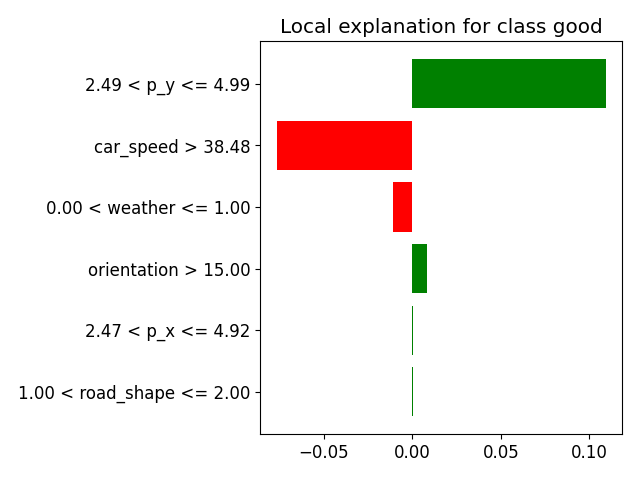 Local explanation for class good
2.49 < p_y <= 4.99
car_speed > 38.48
0.00 < weather <= 1.00
orientation > 15.00
2.47 < p_x <= 4.92
1.00 < road_shape <= 2.00
−0.05 0.00 0.05 0.10